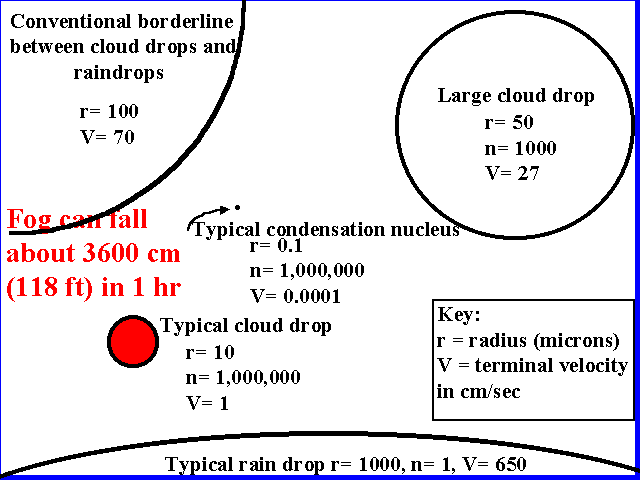 Conventional borderline
between cloud drops and
raindrops
r= 100
V= 70
Large cloud drop
r= 50
n= 1000
V= 27
Fog can fall
about 3600 cm
(118 ft) in 1 hr
Typical condensation nucleus
r= 0.1
n= 1,000,000
V= 0.0001
Typical cloud drop
r= 10
n= 1,000,000
V= 1
Key:
r = radius (microns)
V = terminal velocity
in cm/sec
Typical rain drop r= 1000, n= 1, V= 650